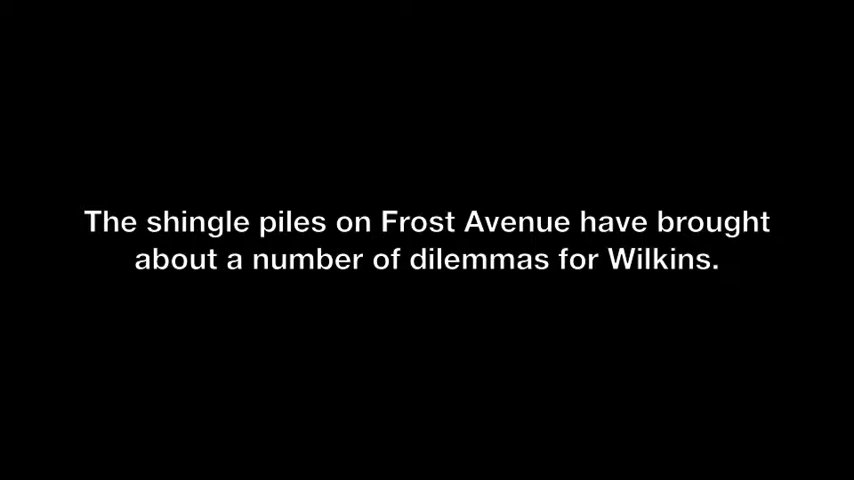 The shingle piles on Frost Avenue have brought
about a number of dilemmas for Wilkins.